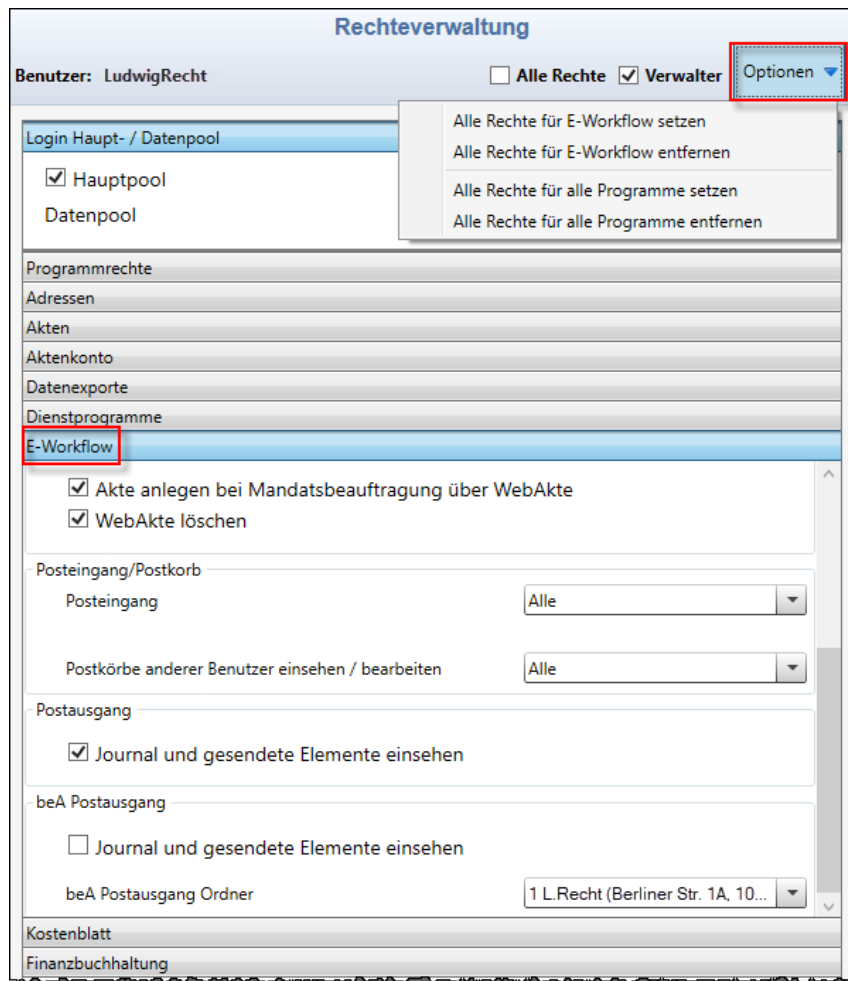 Rechteverwaltung
Benutzer: LudwigRecht Alle Rechte Verwalter Optionen
Alle Rechte für E-Workflow setzen
Alle Rechte für E-Workflow entfernen
Alle Rechte für alle Programme setzen
Alle Rechte für alle Programme entfernen
Login Haupt- / Datenpool
Hauptpool
Datenpool
Programmrechte
Adressen
Akten
Aktenkonto
Datenexporte
Dienstprogramme
E-Workflow
Akte anlegen bei Mandatsbeauftragung über WebAkte
WebAkte löschen
Posteingang/Postkorb
Posteingang Alle
Postkörbe anderer Benutzer einsehen / bearbeiten Alle
Postausgang
Journal und gesendete Elemente einsehen
beA Postausgang
Journal und gesendete Elemente einsehen
beA Postausgang Ordner 1 L.Recht (Berliner Str. 1A, 10...
Kostenblatt
Finanzbuchhaltung